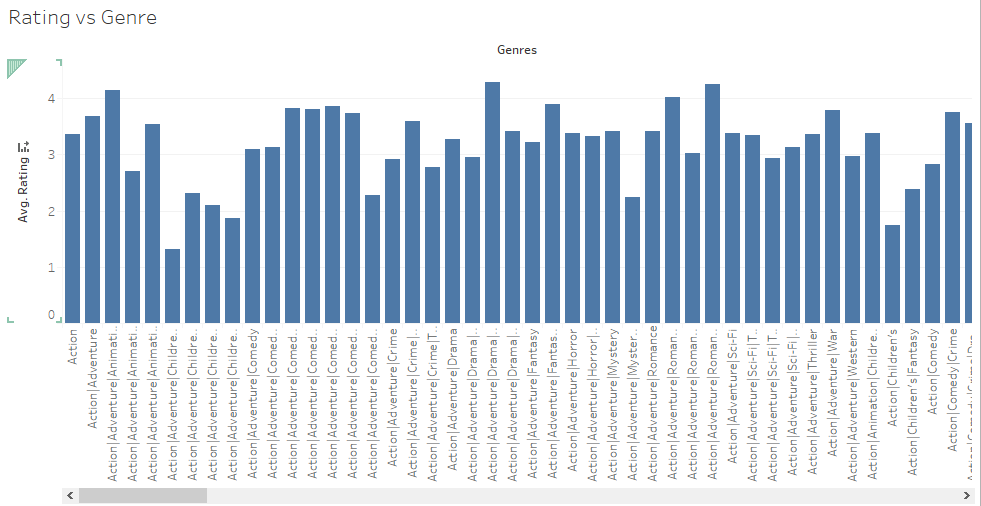 Rating vs Genre
Genres
Avg. Rating
4
3
2
1
0
Action
Action|Adventure
Action|Adventure|Animati..
Action|Adventure|Animati..
Action|Adventure|Animati..
Action|Adventure|Childre..
Action|Adventure|Childre..
Action|Adventure|Childre..
Action|Adventure|Childre..
Action|Adventure|Comedy
Action|Adventure|Comed..
Action|Adventure|Comed..
Action|Adventure|Comed..
Action|Adventure|Comed..
Action|Adventure|Comed..
Action|Adventure|Comed..
Action|Adventure|Crime
Action|Adventure|Crime|..
Action|Adventure|Crime|T..
Action|Adventure|Drama
Action|Adventure|Drama|..
Action|Adventure|Drama|..
Action|Adventure|Drama|..
Action|Adventure|Fantasy
Action|Adventure|Fantas..
Action|Adventure|Horror
Action|Adventure|Horror|..
Action|Adventure|Mystery
Action|Adventure|Myster..
Action|Adventure|Romance
Action|Adventure|Roman..
Action|Adventure|Roman..
Action|Adventure|Roman..
Action|Adventure|Sci-Fi
Action|Adventure|Sci-Fi|T..
Action|Adventure|Sci-Fi|T..
Action|Adventure|Sci-Fi|..
Action|Adventure|Thriller
Action|Adventure|War
Action|Adventure|Western
Action|Animation|Childre..
Action|Children's
Action|Children's|Fantasy
Action|Comedy
Action|Comedy|Crime